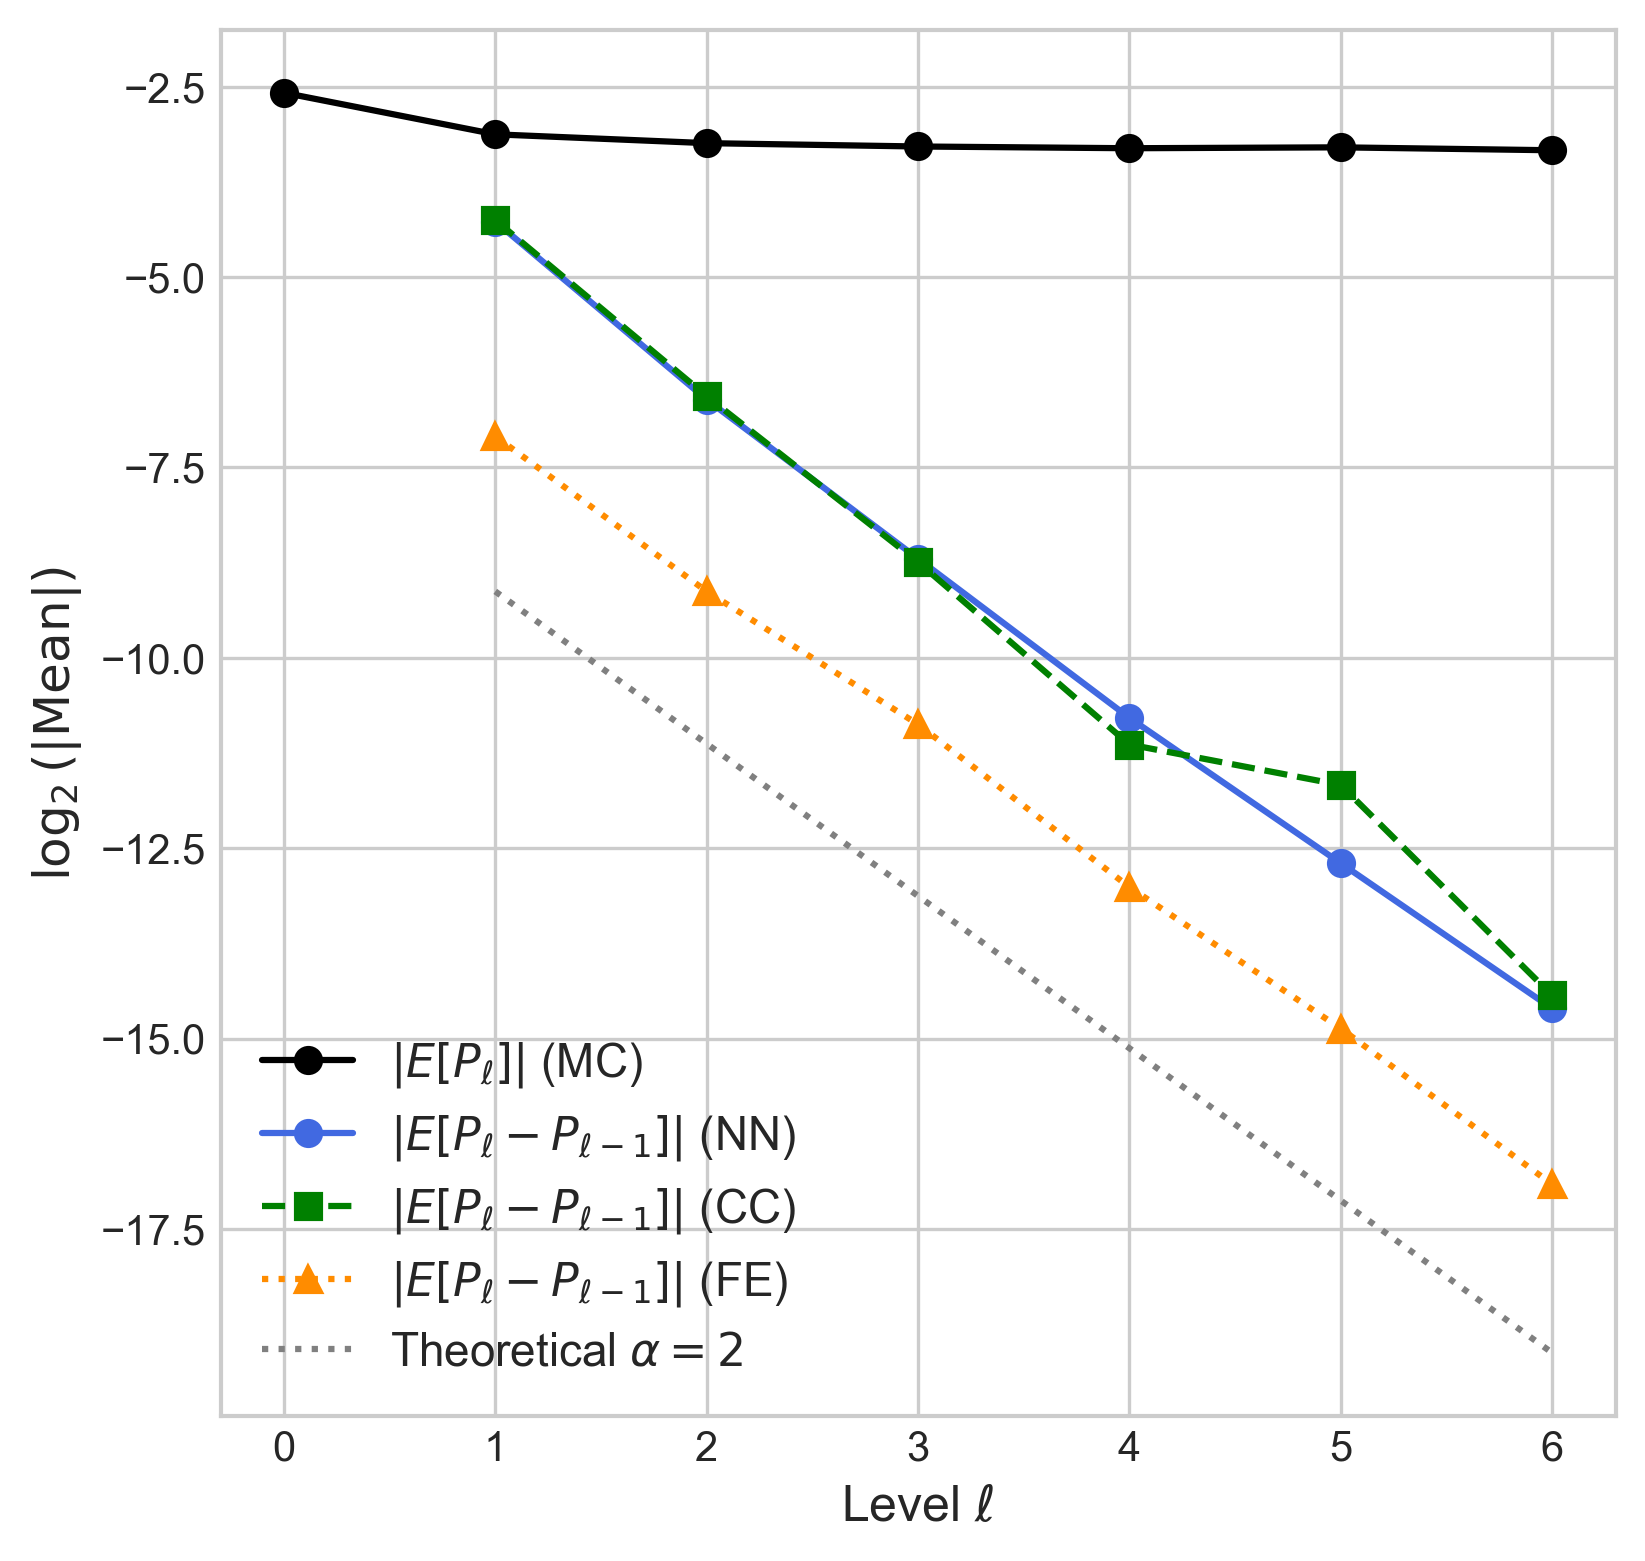 −2.5
−5.0
−7.5
−10.0
−12.5
−15.0
−17.5
log₂ (|Mean|)
|E[Pℓ]| (MC)
|E[Pℓ − Pℓ₋₁]| (NN)
|E[Pℓ − Pℓ₋₁]| (CC)
|E[Pℓ − Pℓ₋₁]| (FE)
Theoretical α = 2
0 1 2 3 4 5 6
Level ℓ